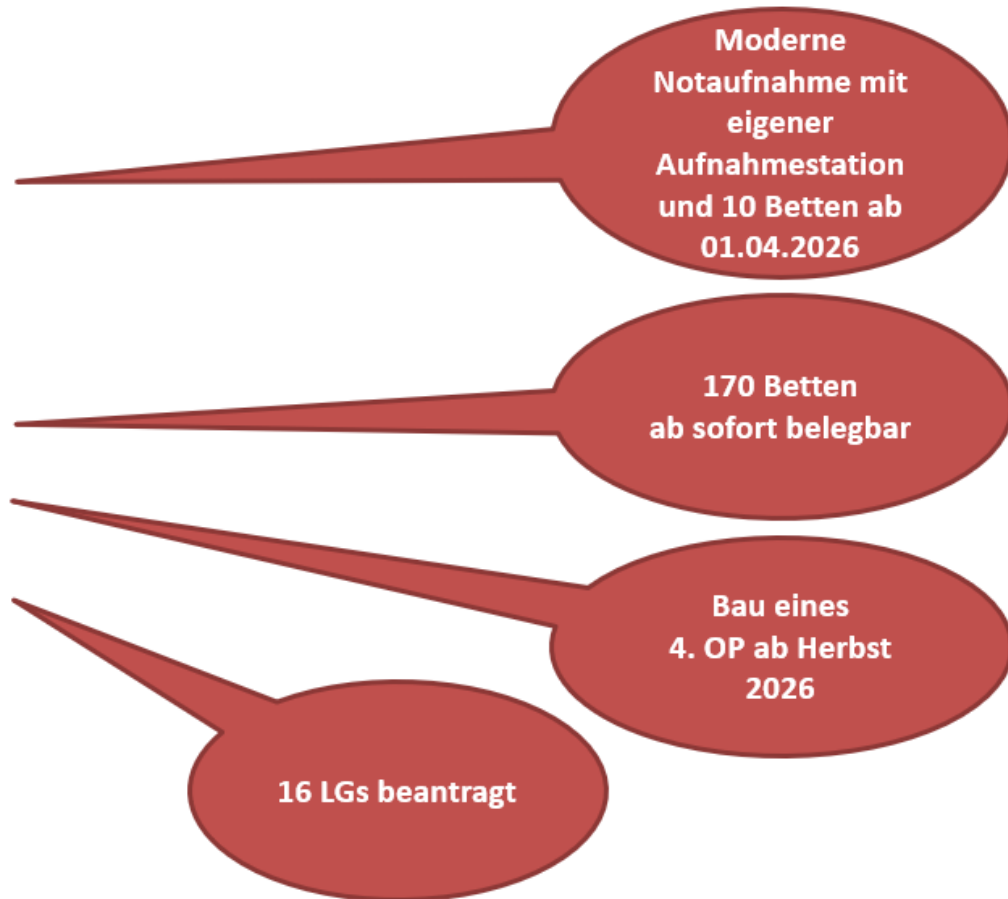 Moderne
Notaufnahme mit
eigener
Aufnahmestation
und 10 Betten ab
01.04.2026
170 Betten
ab sofort belegbar
Bau eines
4. OP ab Herbst
2026
16 LGs beantragt